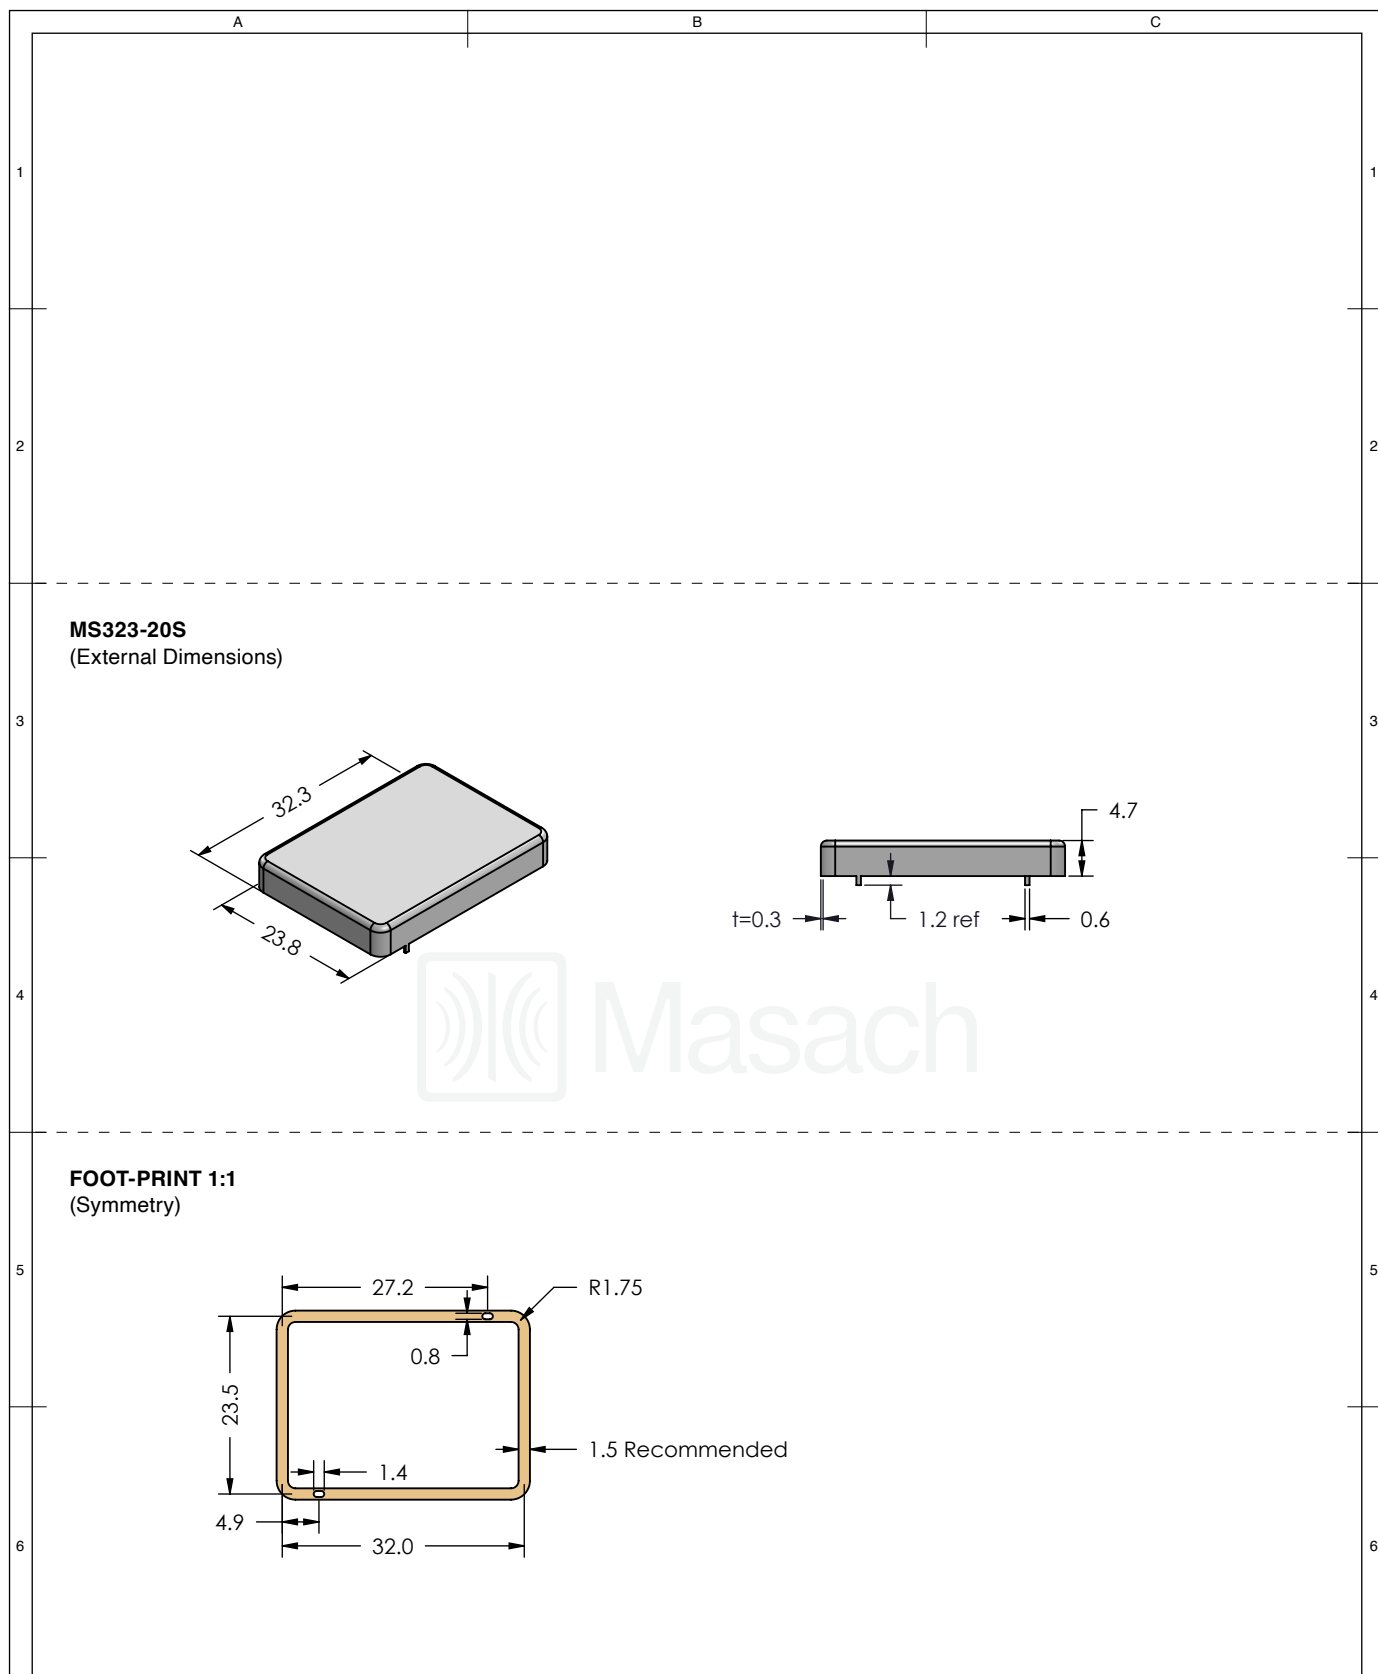 A B C
1 1
2 2
MS323-20S
(External Dimensions)
3 3
32.3
23.8
4.7
t=0.3 1.2 ref 0.6
4 4
Masach
FOOT-PRINT 1:1
(Symmetry)
5 5
27.2 R1.75
0.8
23.5
1.5 Recommended
1.4
4.9
32.0
6 6